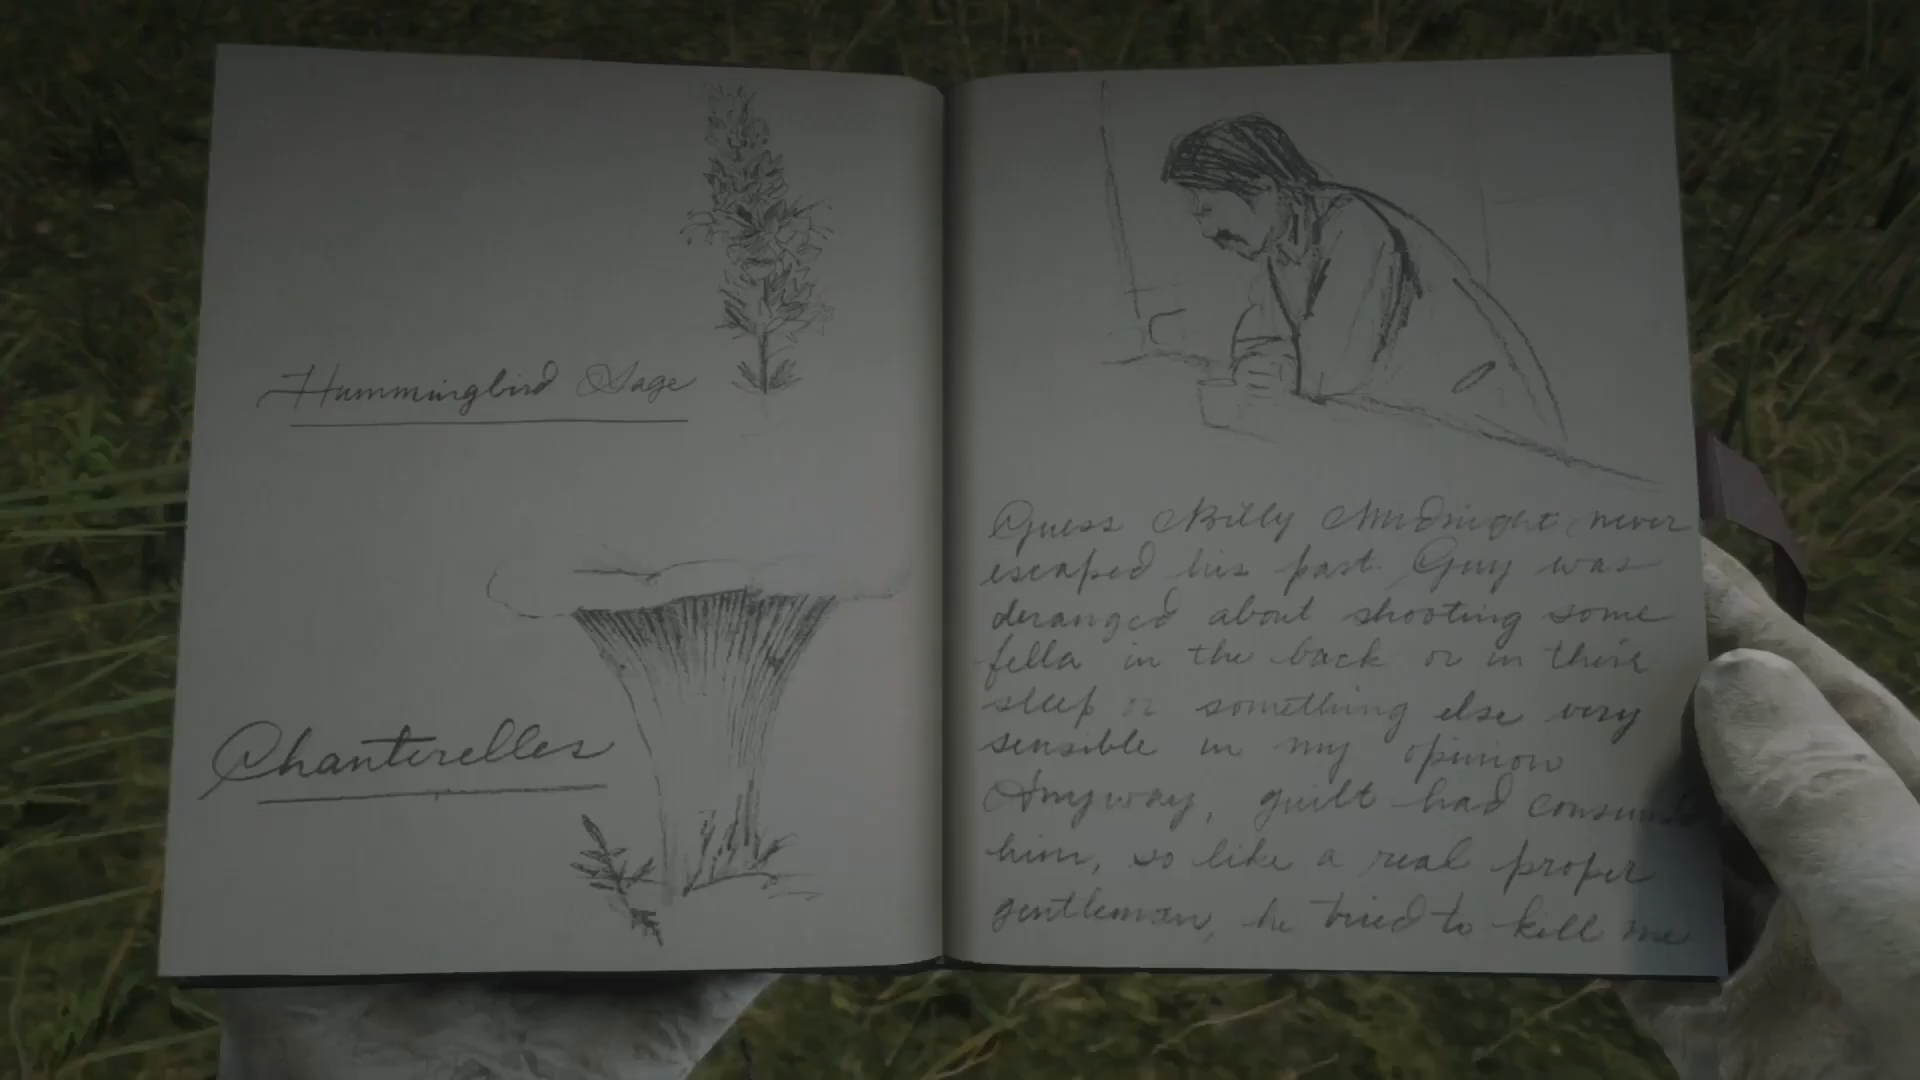 Hummingbird Sage
Chanterelles
Guess Billy Midnight never
escaped his past. Guy was
deranged about shooting some
fella in the back or in their
sleep or something else very
sensible in my opinion
Anyway, guilt had consumed
him, so like a real proper
gentleman, he tried to kill me